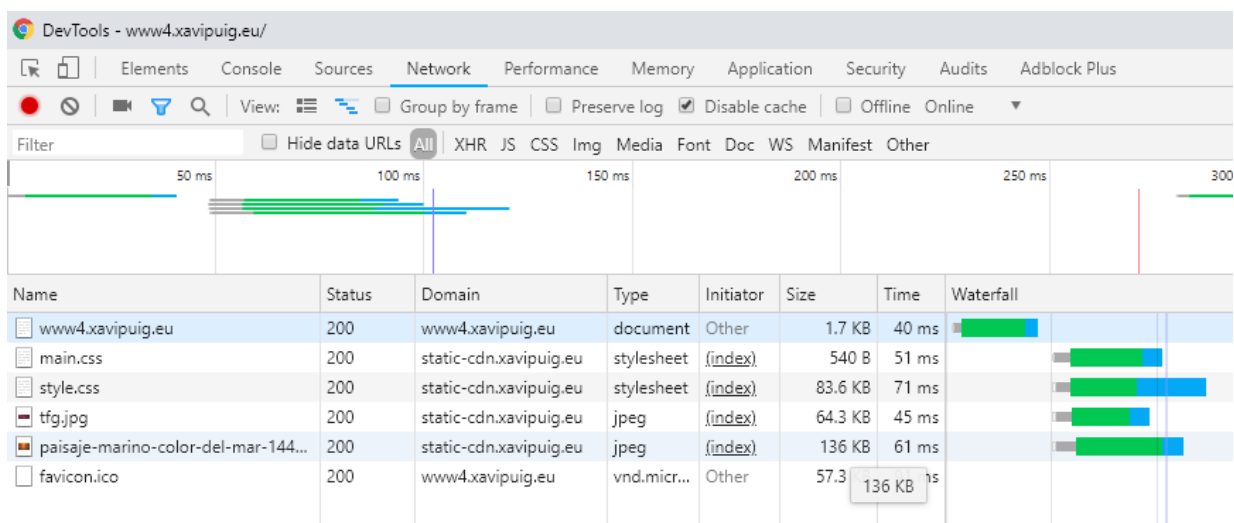 DevTools - www4.xavipuig.eu/
Elements Console Sources Network Performance Memory Application Security Audits Adblock Plus
View: Group by frame Preserve log Disable cache Offline Online
Filter Hide data URLs All XHR JS CSS Img Media Font Doc WS Manifest Other
50 ms 100 ms 150 ms 200 ms 250 ms 300
Name Status Domain Type Initiator Size Time Waterfall
www4.xavipuig.eu 200 www4.xavipuig.eu document Other 1.7 KB 40 ms
main.css 200 static-cdn.xavipuig.eu stylesheet (index) 540 B 51 ms
style.css 200 static-cdn.xavipuig.eu stylesheet (index) 83.6 KB 71 ms
tfg.jpg 200 static-cdn.xavipuig.eu jpeg (index) 64.3 KB 45 ms
paisaje-marino-color-del-mar-144... 200 static-cdn.xavipuig.eu jpeg (index) 136 KB 61 ms
favicon.ico 200 www4.xavipuig.eu vnd.micr... Other 57.3 ms
136 KB